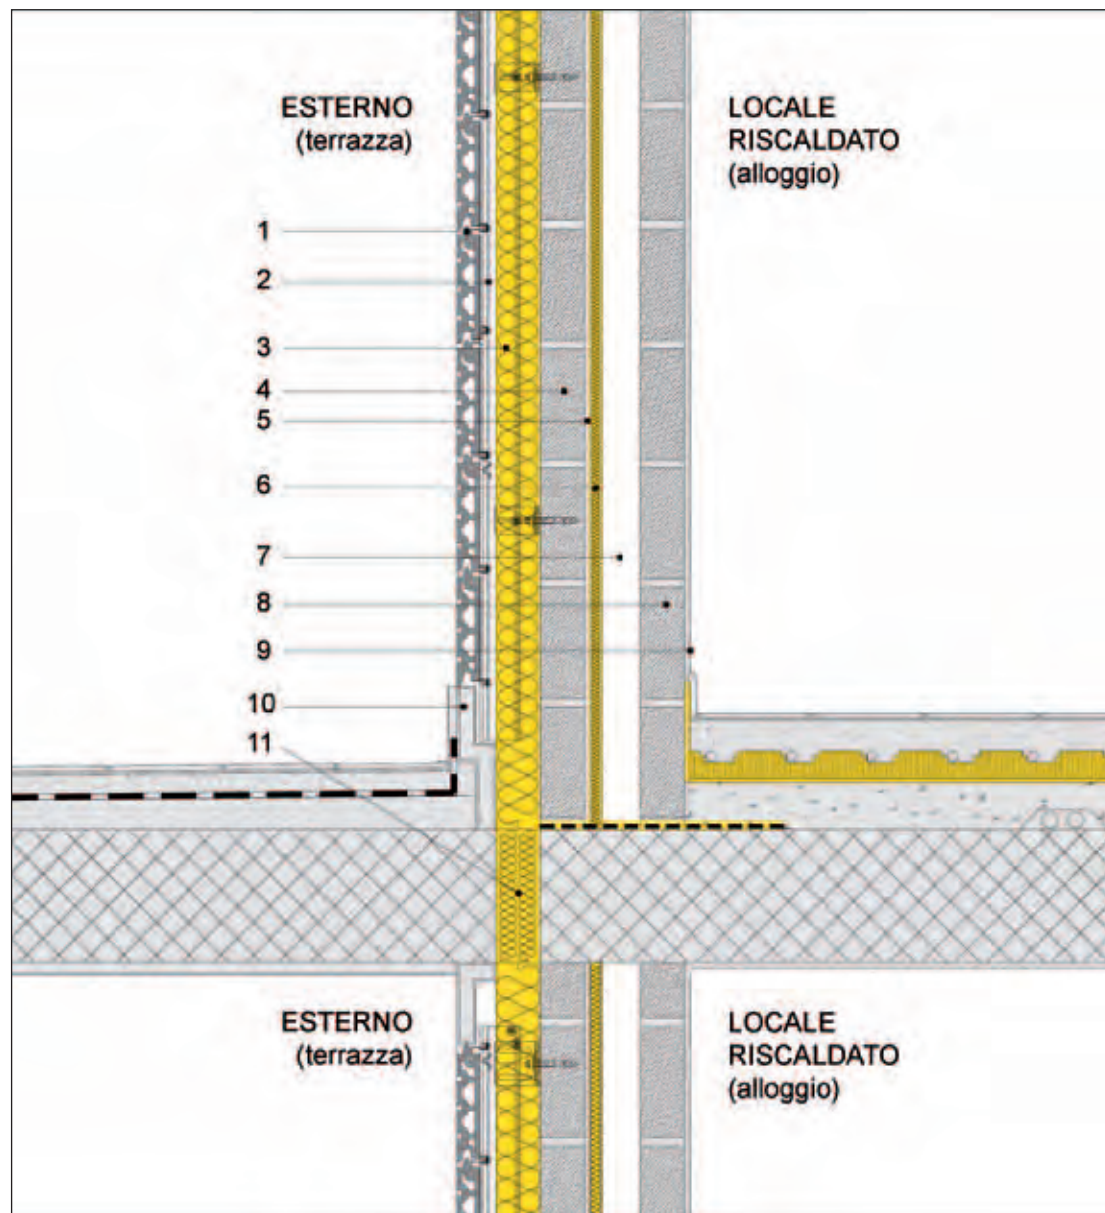 ESTERNO
(terrazza)
LOCALE
RISCALDATO
(alloggio)
1
2
3
4
5
6
7
8
9
10
11
ESTERNO
(terrazza)
LOCALE
RISCALDATO
(alloggio)